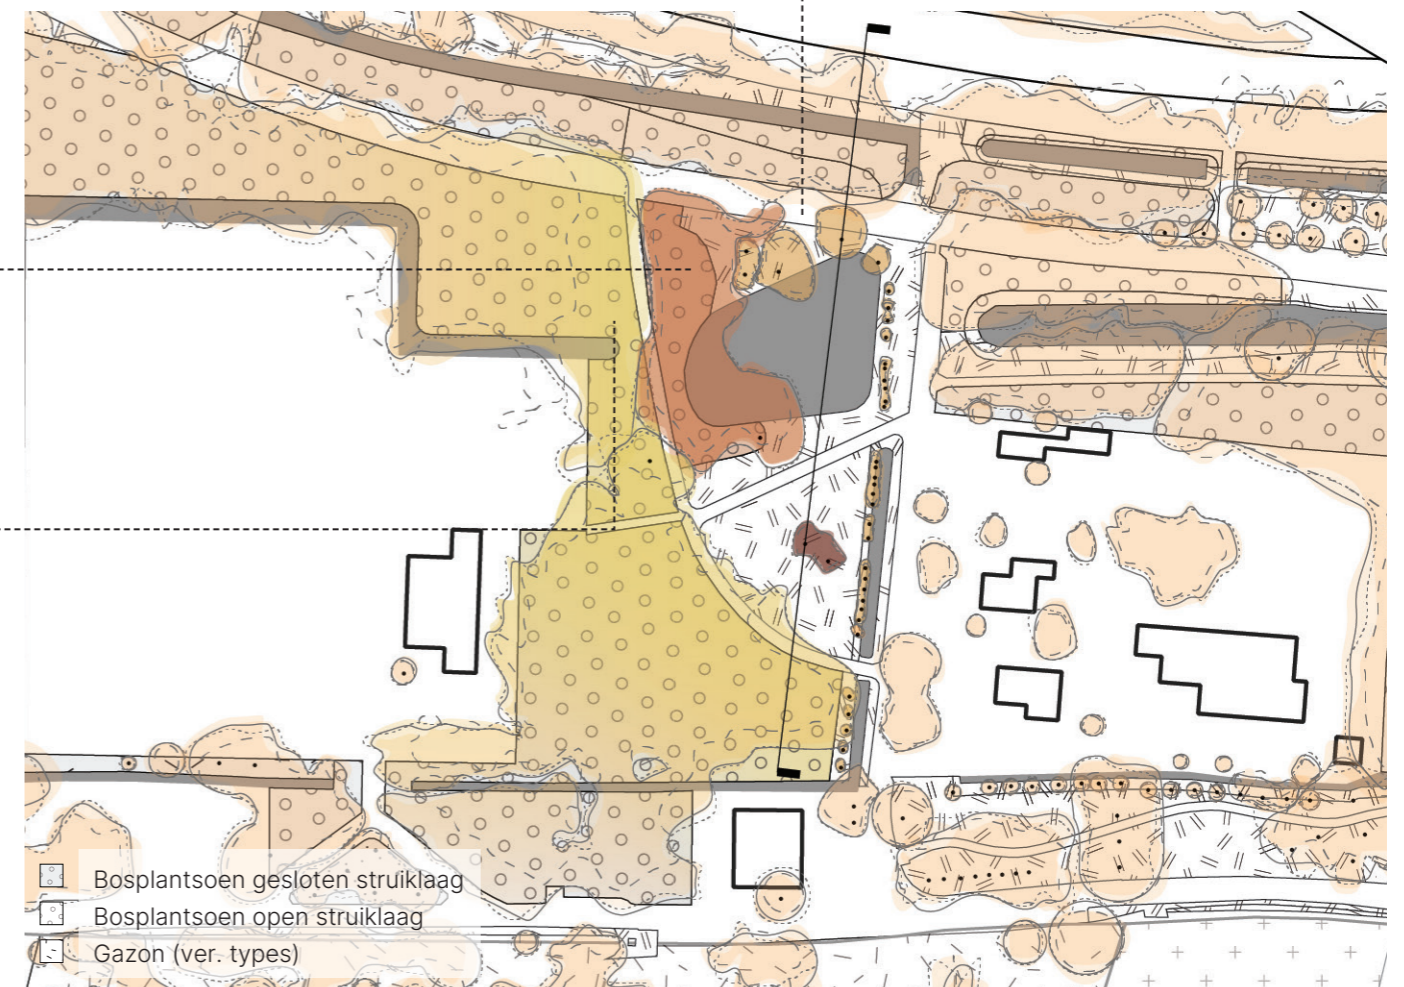 Bosplantsoen gesloten struiklaag
Bosplantsoen open struiklaag
Gazon (ver. types)